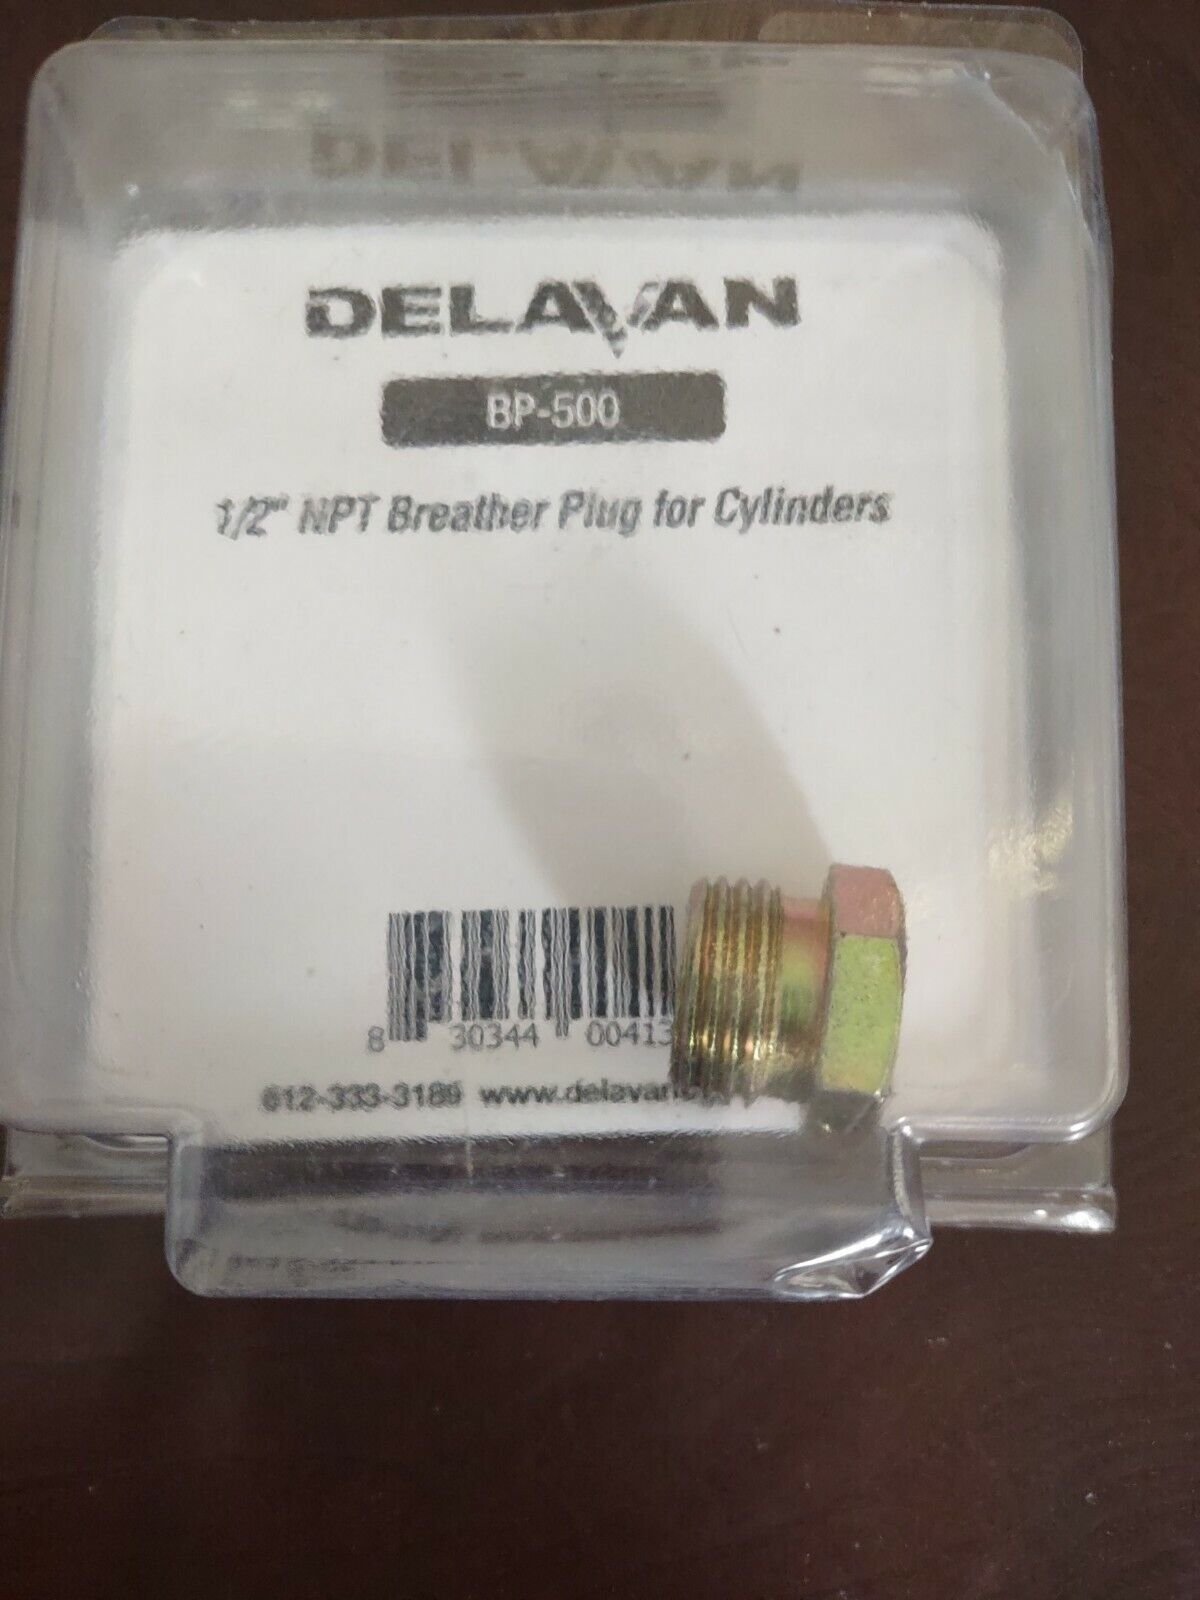 DELAVAN
BP-500
1/2" NPT Breather Plug for Cylinders
8 30344 00413
612-333-3189 www.delavan